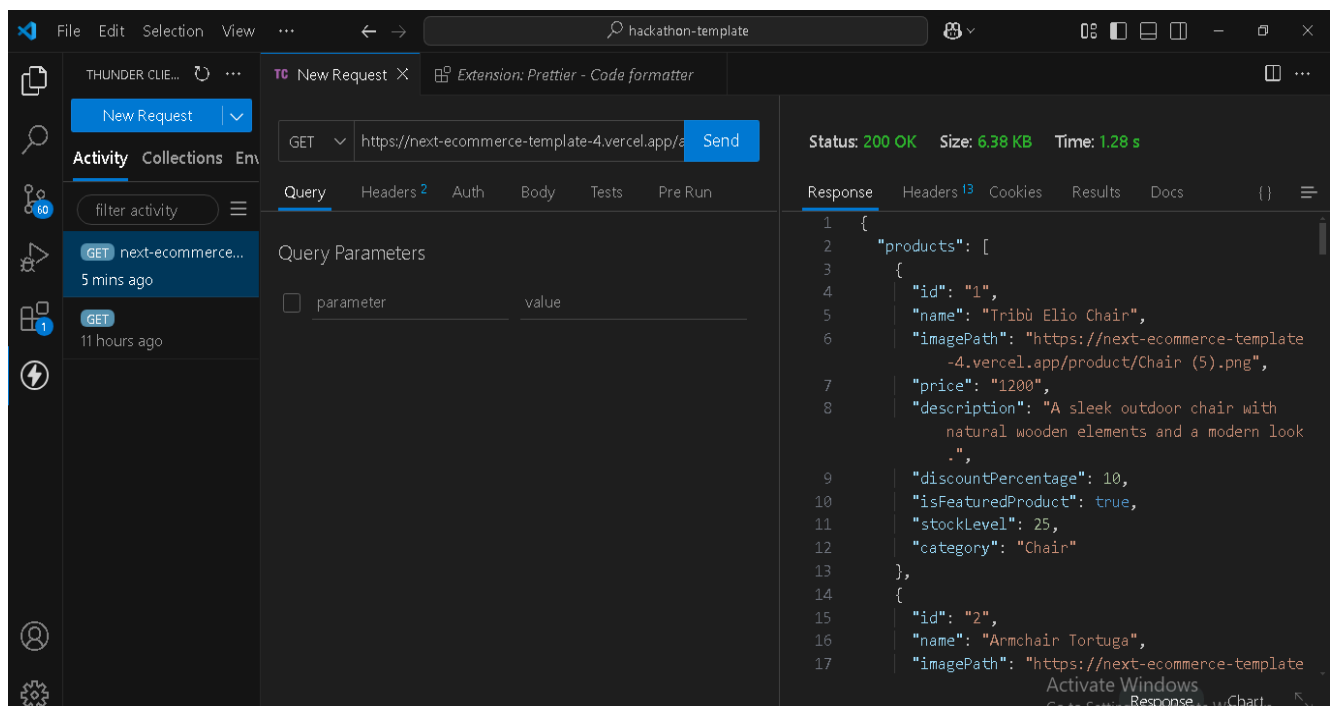 File Edit Selection View ···
hackathon-template
THUNDER CLIE... ···
TC New Request
Extension: Prettier - Code formatter
···
New Request
Activity Collections Env
filter activity
60
GET next-ecommerce...
5 mins ago
GET
11 hours ago
1
GET https://next-ecommerce-template-4.vercel.app/a Send
Query Headers 2 Auth Body Tests Pre Run
Query Parameters
parameter value
Status: 200 OK Size: 6.38 KB Time: 1.28 s
Response Headers 13 Cookies Results Docs {}
1 {
2 "products": [
3 {
4 "id": "1",
5 "name": "Tribù Elio Chair",
6 "imagePath": "https://next-ecommerce-template
-4.vercel.app/product/Chair (5).png",
7 "price": "1200",
8 "description": "A sleek outdoor chair with
natural wooden elements and a modern look
.",
9 "discountPercentage": 10,
10 "isFeaturedProduct": true,
11 "stockLevel": 25,
12 "category": "Chair"
13 },
14 {
15 "id": "2",
16 "name": "Armchair Tortuga",
17 "imagePath": "https://next-ecommerce-template
Activate Windows
Response Chart